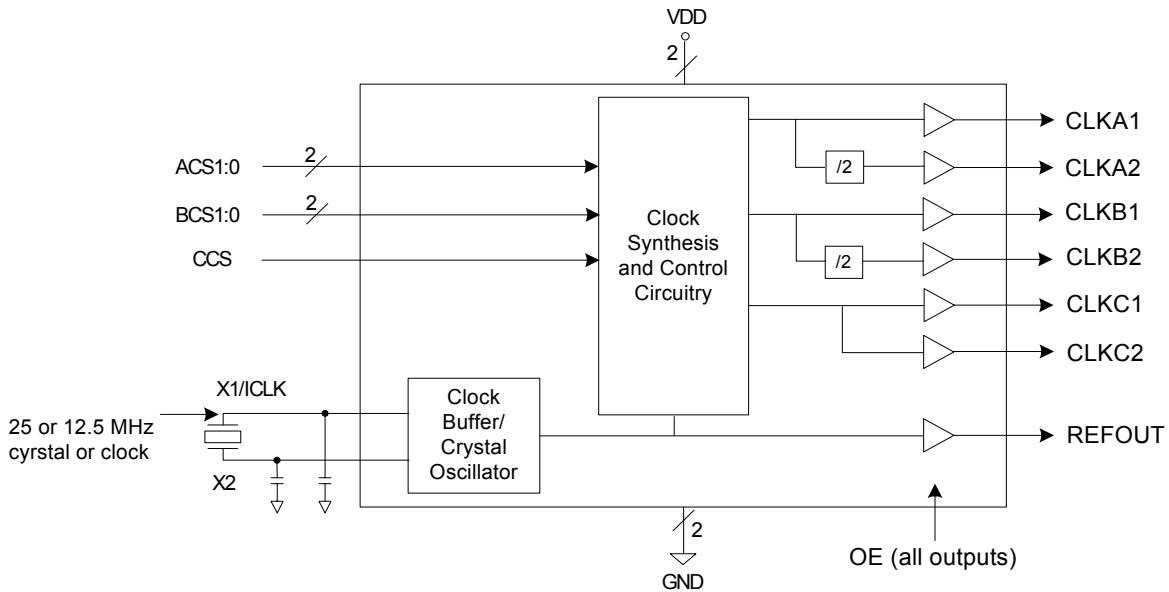 VDD
2
ACS1:0
2
BCS1:0
2
CCS
Clock
Synthesis
and Control
Circuitry
/2
/2
CLKA1
CLKA2
CLKB1
CLKB2
CLKC1
CLKC2
REFOUT
X1/ICLK
25 or 12.5 MHz
cyrstal or clock
X2
Clock
Buffer/
Crystal
Oscillator
2
GND
OE (all outputs)